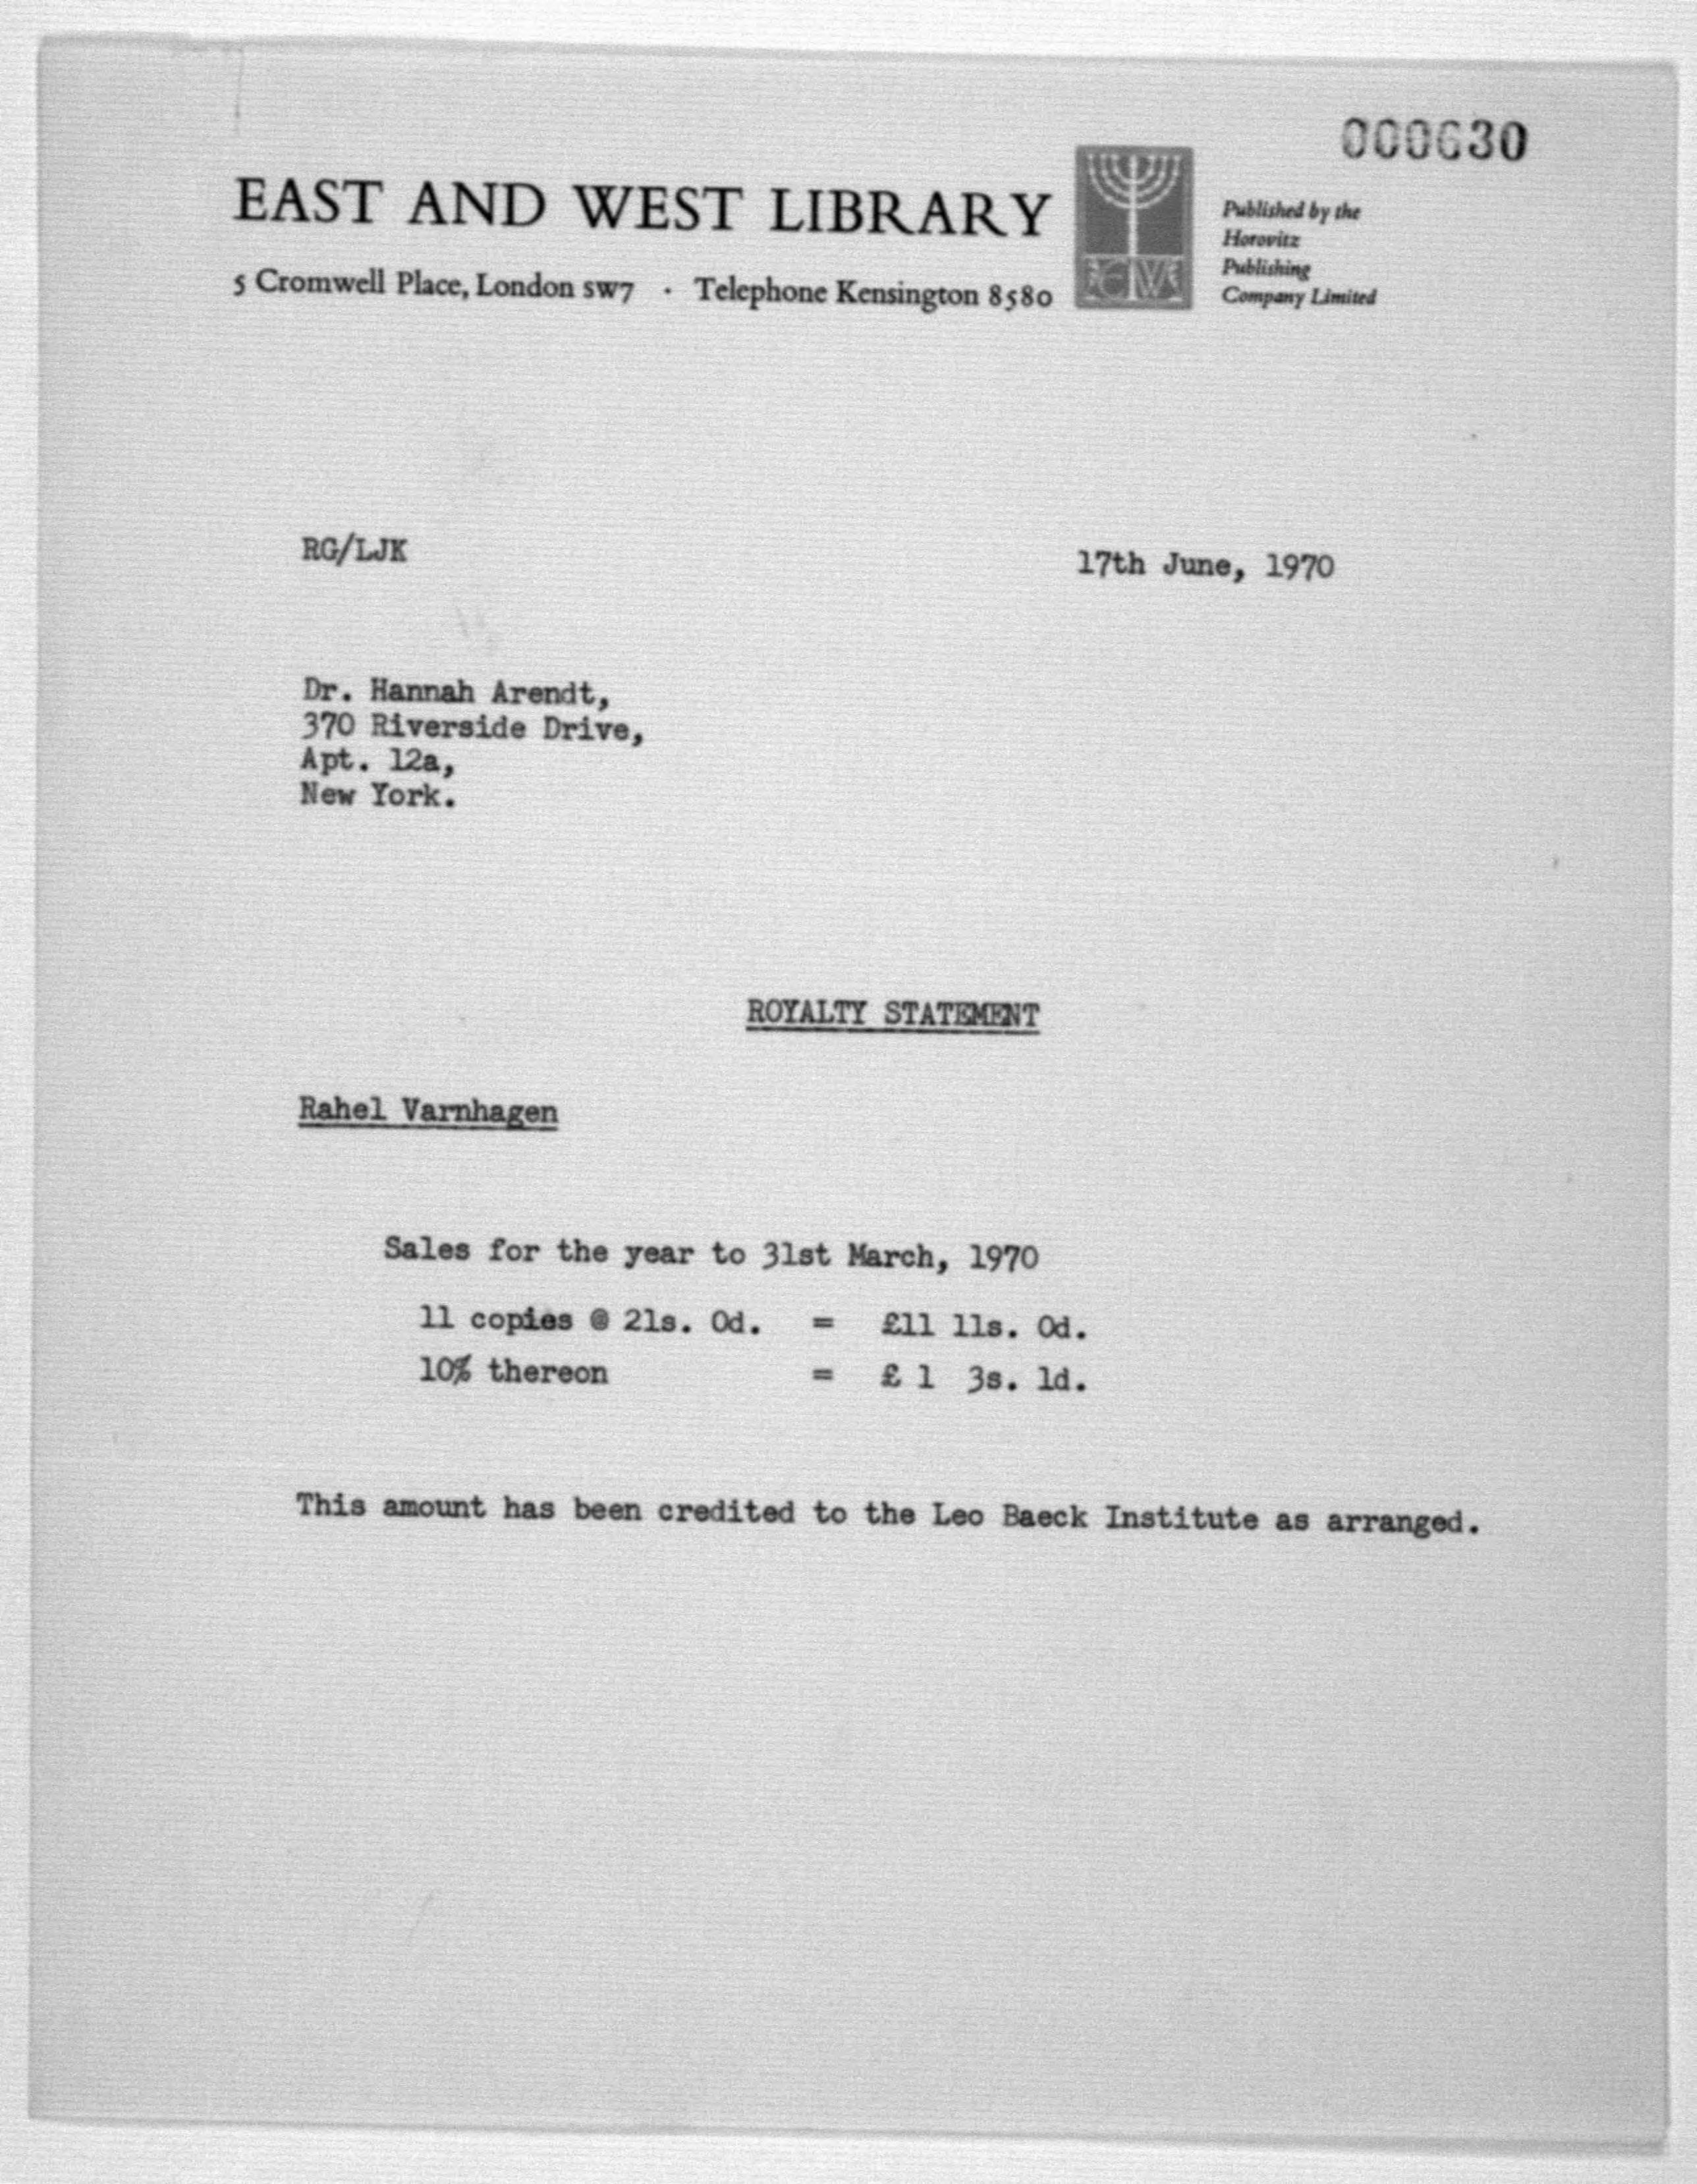 000630
EAST AND WEST LIBRARY
5 Cromwell Place, London SW7 · Telephone Kensington 8580
Published by the
Horovitz
Publishing
Company Limited
RG/LJK
17th June, 1970
Dr. Hannah Arendt,
370 Riverside Drive,
Apt. 12a,
New York.
ROYALTY STATEMENT
Rahel Varnhagen
Sales for the year to 31st March, 1970
11 copies @ 21s. 0d. = £11 11s. 0d.
10% thereon = £ 1 3s. 1d.
This amount has been credited to the Leo Baeck Institute as arranged.